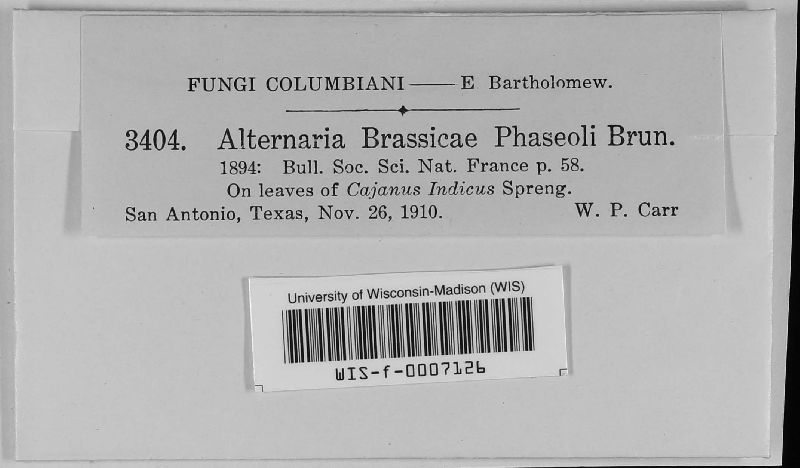 FUNGI COLUMBIANI —— E Bartholomew.
3404. Alternaria Brassicae Phaseoli Brun.
1894: Bull. Soc. Sci. Nat. France p. 58.
On leaves of Cajanus Indicus Spreng.
San Antonio, Texas, Nov. 26, 1910. W. P. Carr
University of Wisconsin-Madison (WIS)
WIS-f-0007126